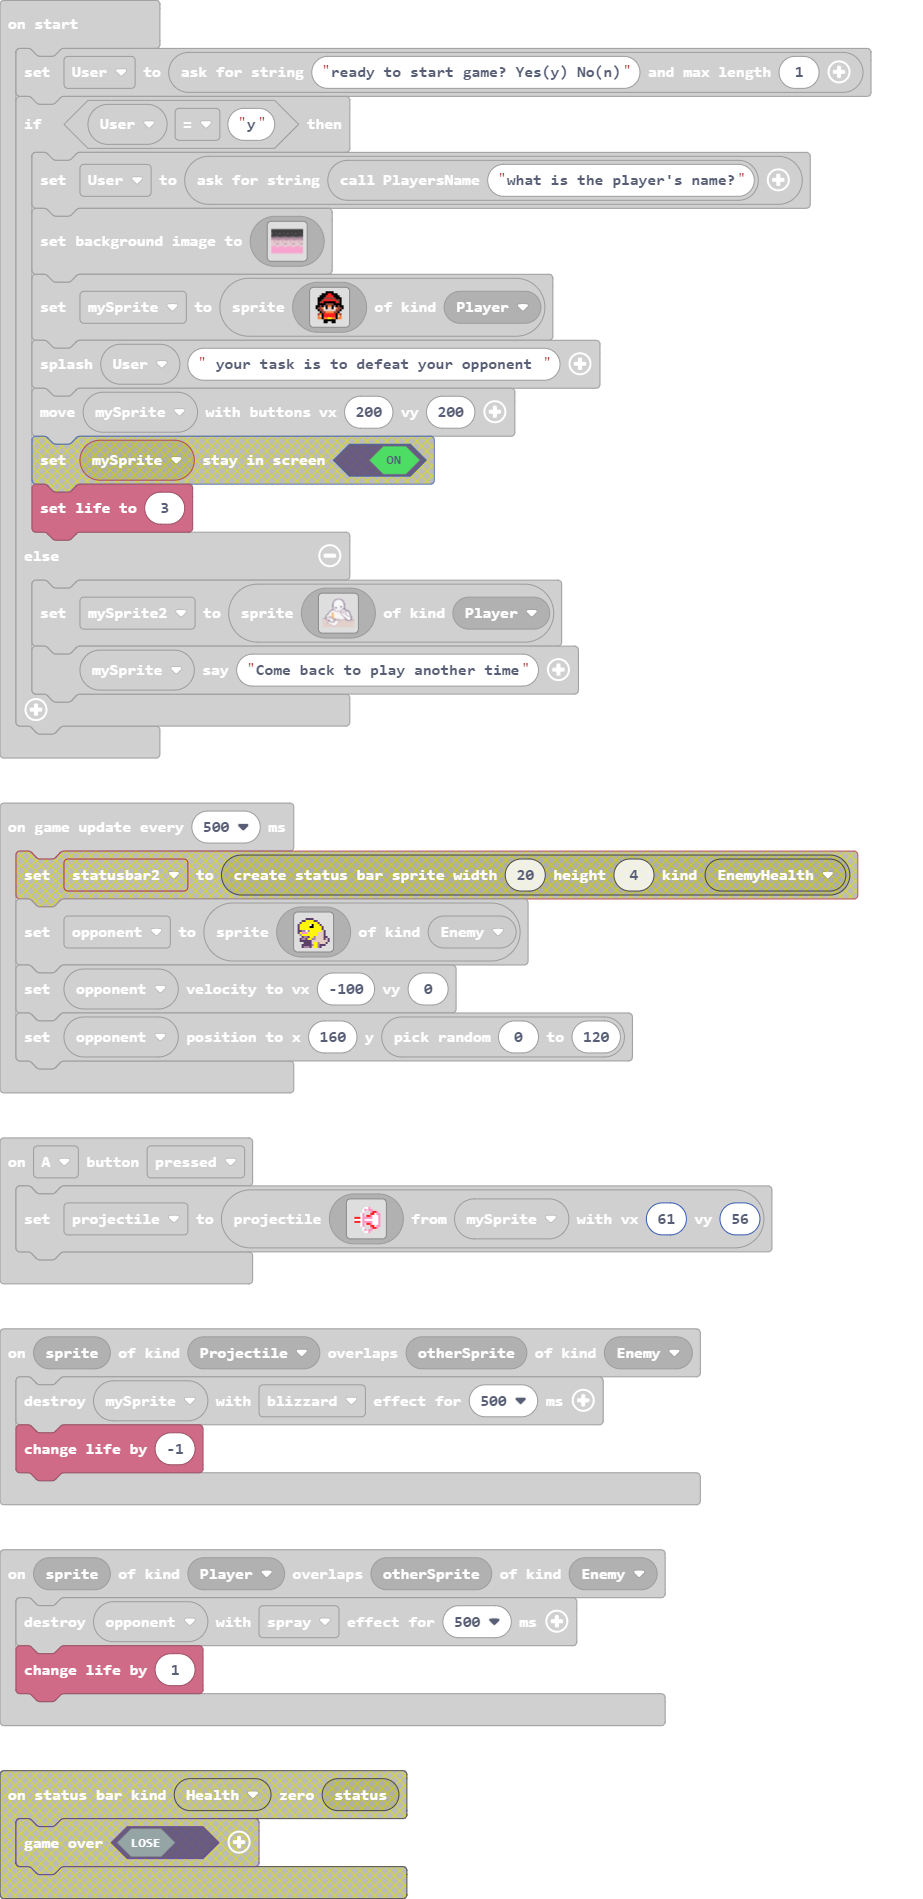 on start
set User to ask for string "ready to start game? Yes(y) No(n)" and max length 1
if User = "y" then
set User to ask for string call PlayersName "what is the player's name?"
set background image to
set mySprite to sprite of kind Player
splash User " your task is to defeat your opponent "
move mySprite with buttons vx 200 vy 200
set mySprite stay in screen ON
set life to 3
else
set mySprite2 to sprite of kind Player
mySprite say "Come back to play another time"
on game update every 500 ms
set statusbar2 to create status bar sprite width 20 height 4 kind EnemyHealth
set opponent to sprite of kind Enemy
set opponent velocity to vx -100 vy 0
set opponent position to x 160 y pick random 0 to 120
on A button pressed
set projectile to projectile from mySprite with vx 61 vy 56
on sprite of kind Projectile overlaps otherSprite of kind Enemy
destroy mySprite with blizzard effect for 500 ms
change life by -1
on sprite of kind Player overlaps otherSprite of kind Enemy
destroy opponent with spray effect for 500 ms
change life by 1
on status bar kind Health zero status
game over LOSE